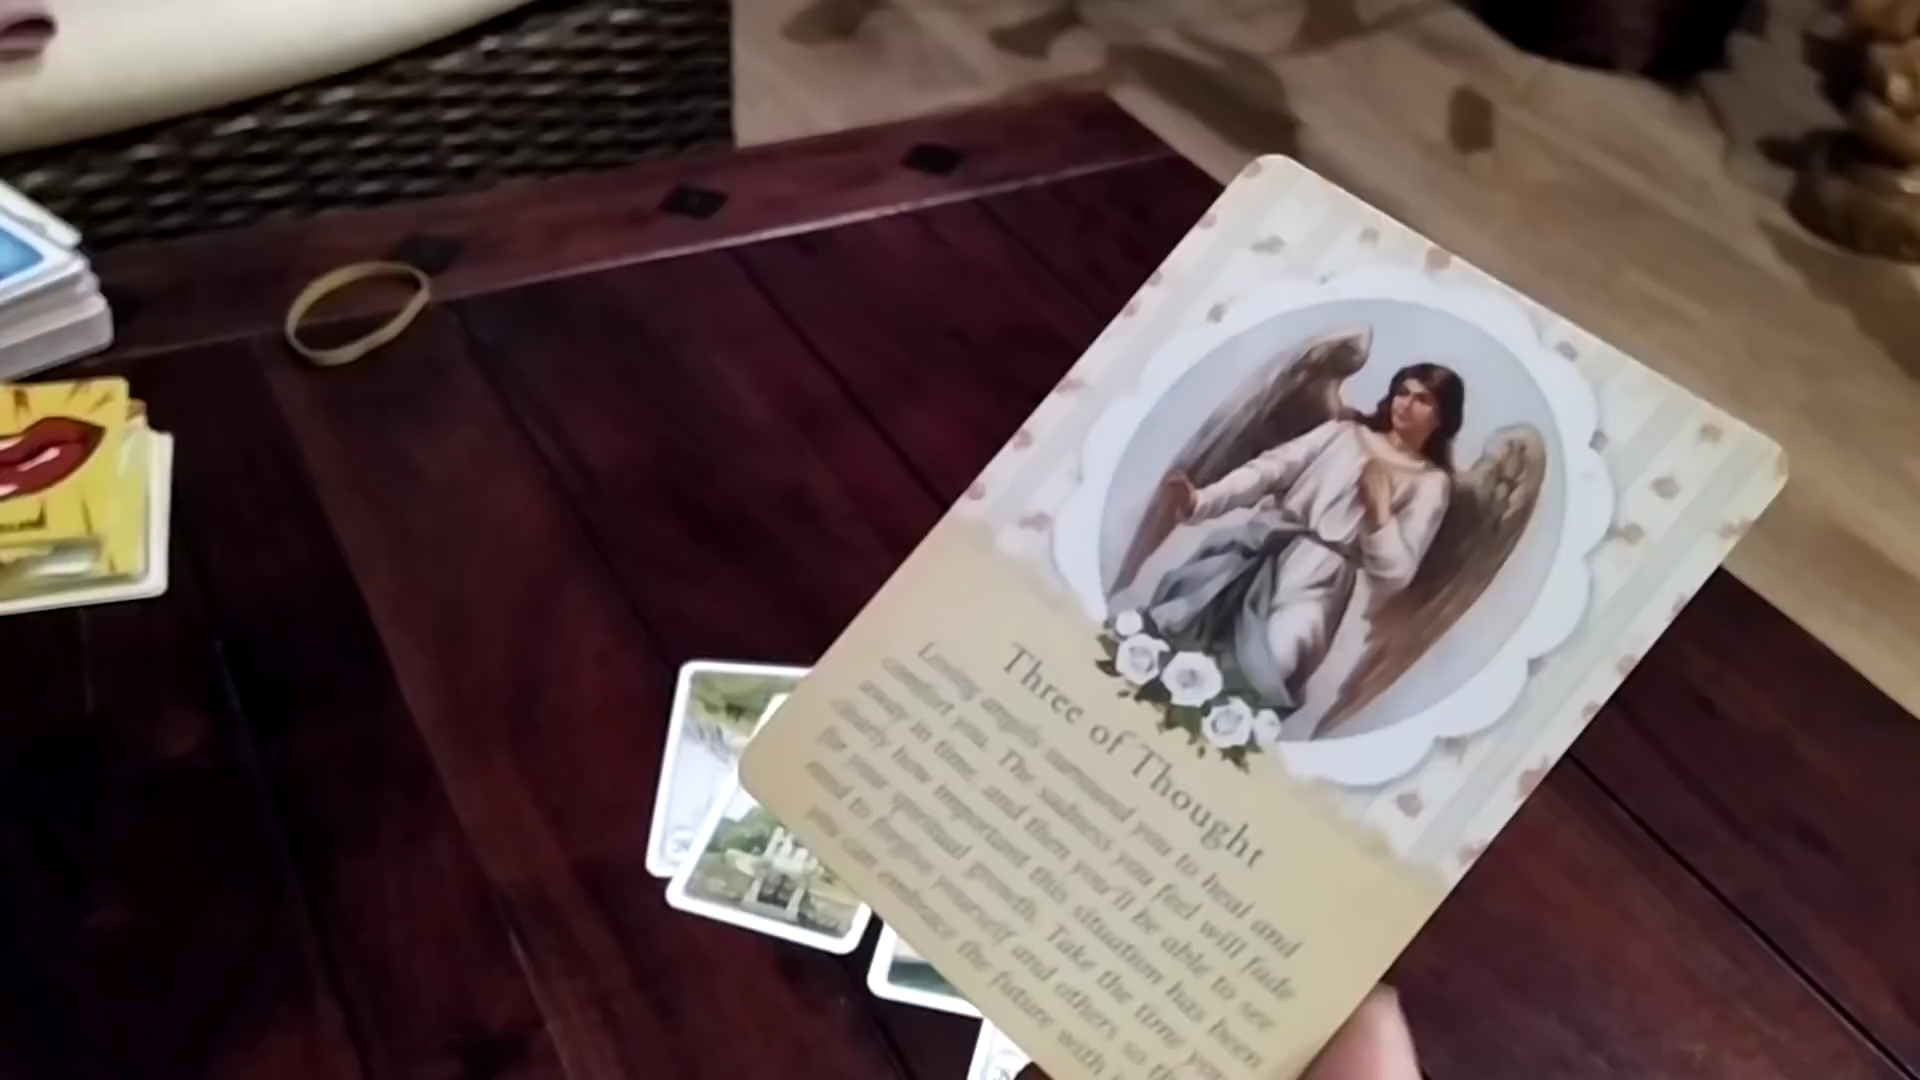 Three of Thought
Loving angels surround you to heal and
comfort you. The sadness you feel will fade
away in time, and then you'll be able to see
clearly how important this situation has been
for your spiritual growth. Take the time you
and to forgive yourself and others so th
you can embrace the future with